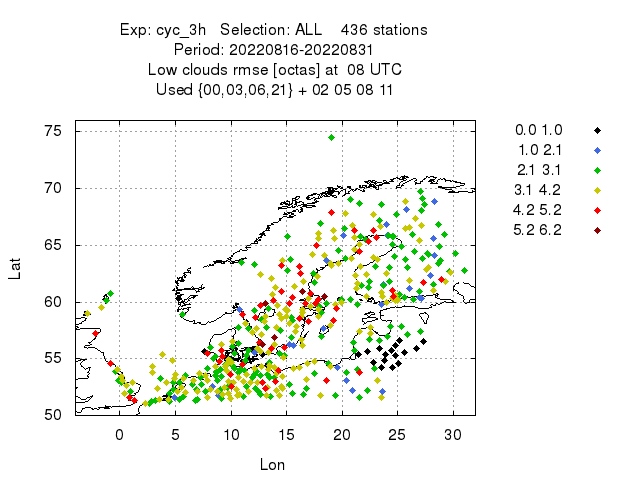 Exp: cyc_3h Selection: ALL 436 stations
Period: 20220816-20220831
Low clouds rmse [octas] at 08 UTC
Used {00,03,06,21} + 02 05 08 11
75
70
65
60
55
50
0 5 10 15 20 25 30
Lat
Lon
0.0 1.0
1.0 2.1
2.1 3.1
3.1 4.2
4.2 5.2
5.2 6.2